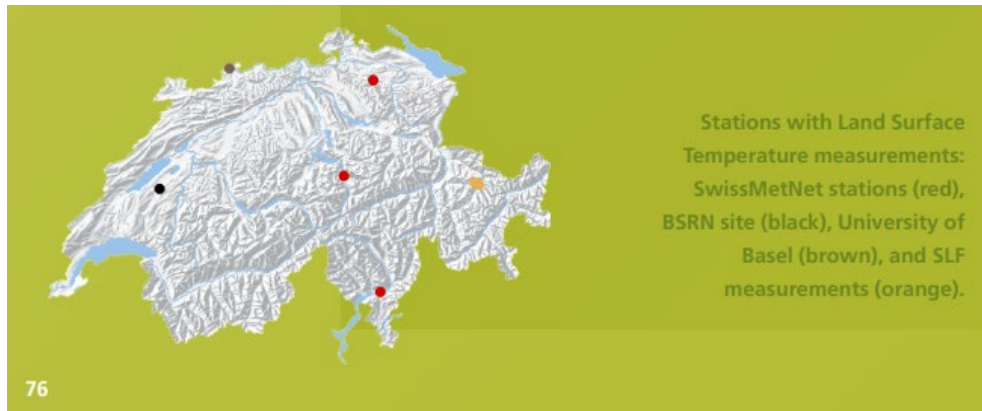 Stations with Land Surface
Temperature measurements:
SwissMetNet stations (red),
BSRN site (black), University of
Basel (brown), and SLF
measurements (orange).
76